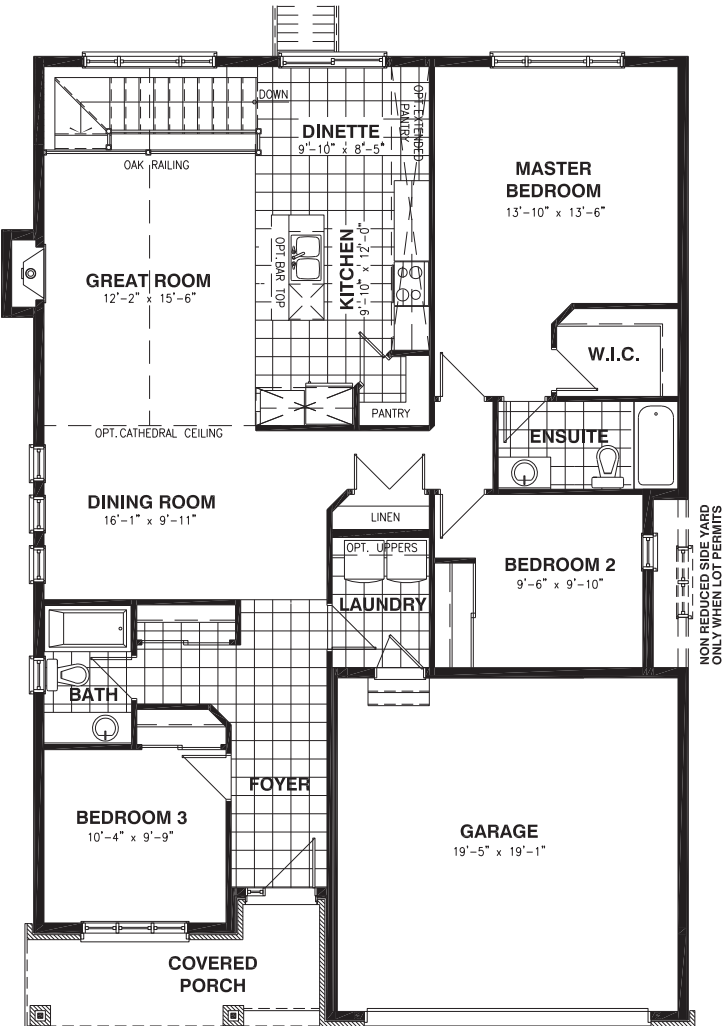 DOWN
DINETTE
9'-10" x 8'-5"
OPT.EXTENDED
PANTRY
OAK RAILING
MASTER
BEDROOM
13'-10" x 13'-6"
GREAT ROOM
12'-2" x 15'-6"
OPT.BAR TOP
KITCHEN
9'-10" x 12'-0"
W.I.C.
PANTRY
OPT.CATHEDRAL CEILING
ENSUITE
DINING ROOM
16'-1" x 9'-11"
LINEN
OPT. UPPERS
LAUNDRY
BEDROOM 2
9'-6" x 9'-10"
NON REDUCED SIDE YARD
ONLY WHEN LOT PERMITS
BATH
FOYER
BEDROOM 3
10'-4" x 9'-9"
GARAGE
19'-5" x 19'-1"
COVERED
PORCH